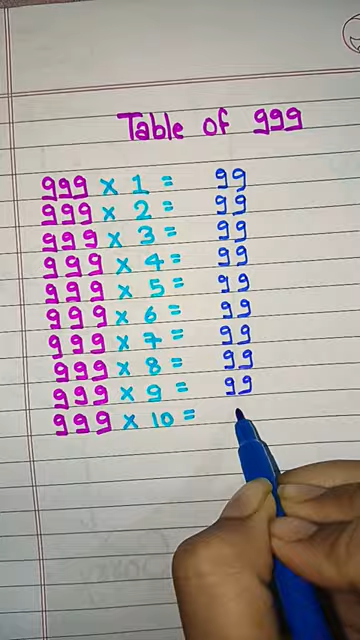 Table of 999
999 × 1 = 99
999 × 2 = 99
999 × 3 = 99
999 × 4 = 99
999 × 5 = 99
999 × 6 = 99
999 × 7 = 99
999 × 8 = 99
999 × 9 = 99
999 × 10 =